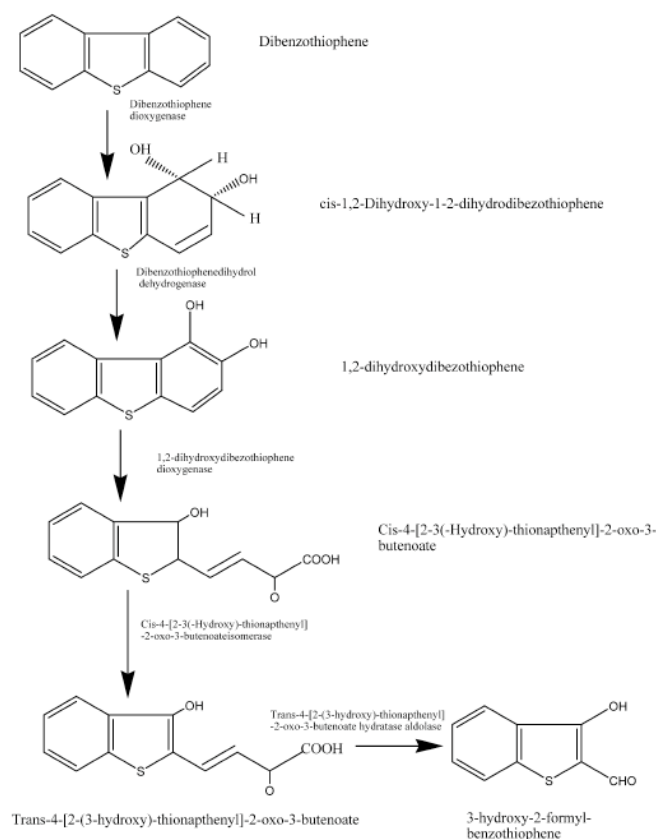 Dibenzothiophene
S
Dibenzothiophene
dioxygenase
OH
H
OH
H
S
cis-1,2-Dihydroxy-1-2-dihydrodibezothiophene
Dibenzothiophenedihydrol
dehydrogenase
OH
OH
S
1,2-dihydroxydibezothiophene
1,2-dihydroxydibezothiophene
dioxygenase
OH
S
COOH
O
Cis-4-[2-3(-Hydroxy)-thionapthenyl]-2-oxo-3-
butenoate
Cis-4-[2-3(-Hydroxy)-thionapthenyl]
-2-oxo-3-butenoateisomerase
OH
S
COOH
O
Trans-4-[2-(3-hydroxy)-thionapthenyl]
-2-oxo-3-butenoate hydratase aldolase
OH
S
CHO
Trans-4-[2-(3-hydroxy)-thionapthenyl]-2-oxo-3-butenoate
3-hydroxy-2-formyl-
benzothiophene